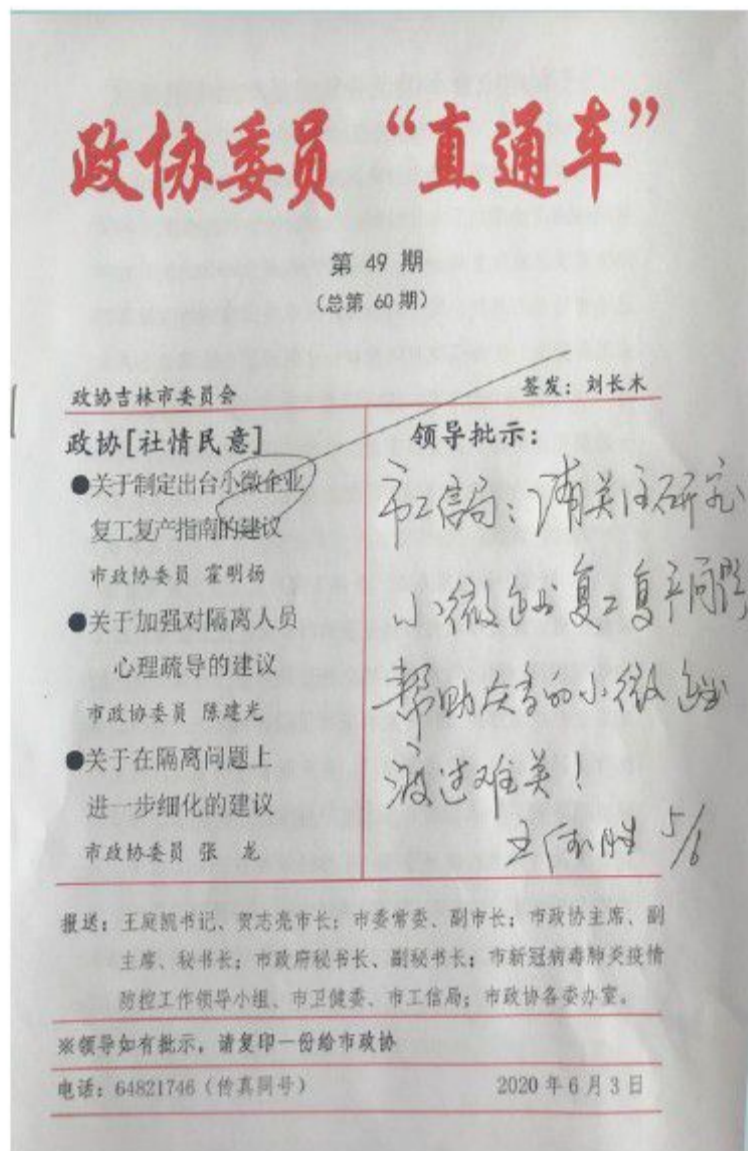 政协委员“直通车”
第 49 期
（总第 60 期）
政协吉林市委员会
签发：刘长木
政协[社情民意]
●关于制定出台小微企业
复工复产指南的建议
市政协委员 霍明扬
●关于加强对隔离人员
心理疏导的建议
市政协委员 陈建光
●关于在隔离问题上
进一步细化的建议
市政协委员 张 龙
领导批示：
市工信局：请关注研究
小微企业复工复产问题
帮助灾害的小微企业
渡过难关！
5/6
报送：王庭凯书记、贺志亮市长；市委常委、副市长；市政协主席、副
主席、秘书长；市政府秘书长、副秘书长；市新冠病毒肺炎疫情
防控工作领导小组、市卫健委、市工信局；市政协各委办室。
※领导如有批示，请复印一份给市政协
电话：64821746（传真同号）
2020 年 6 月 3 日